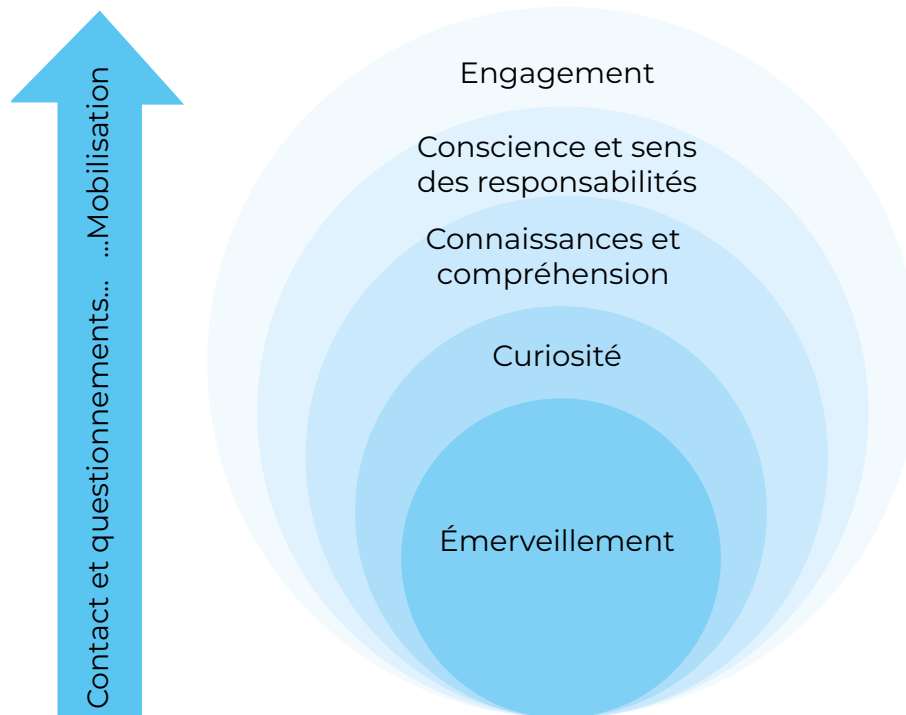 Contact et questionnements... ...Mobilisation
Engagement
Conscience et sens
des responsabilités
Connaissances et
compréhension
Curiosité
Émerveillement